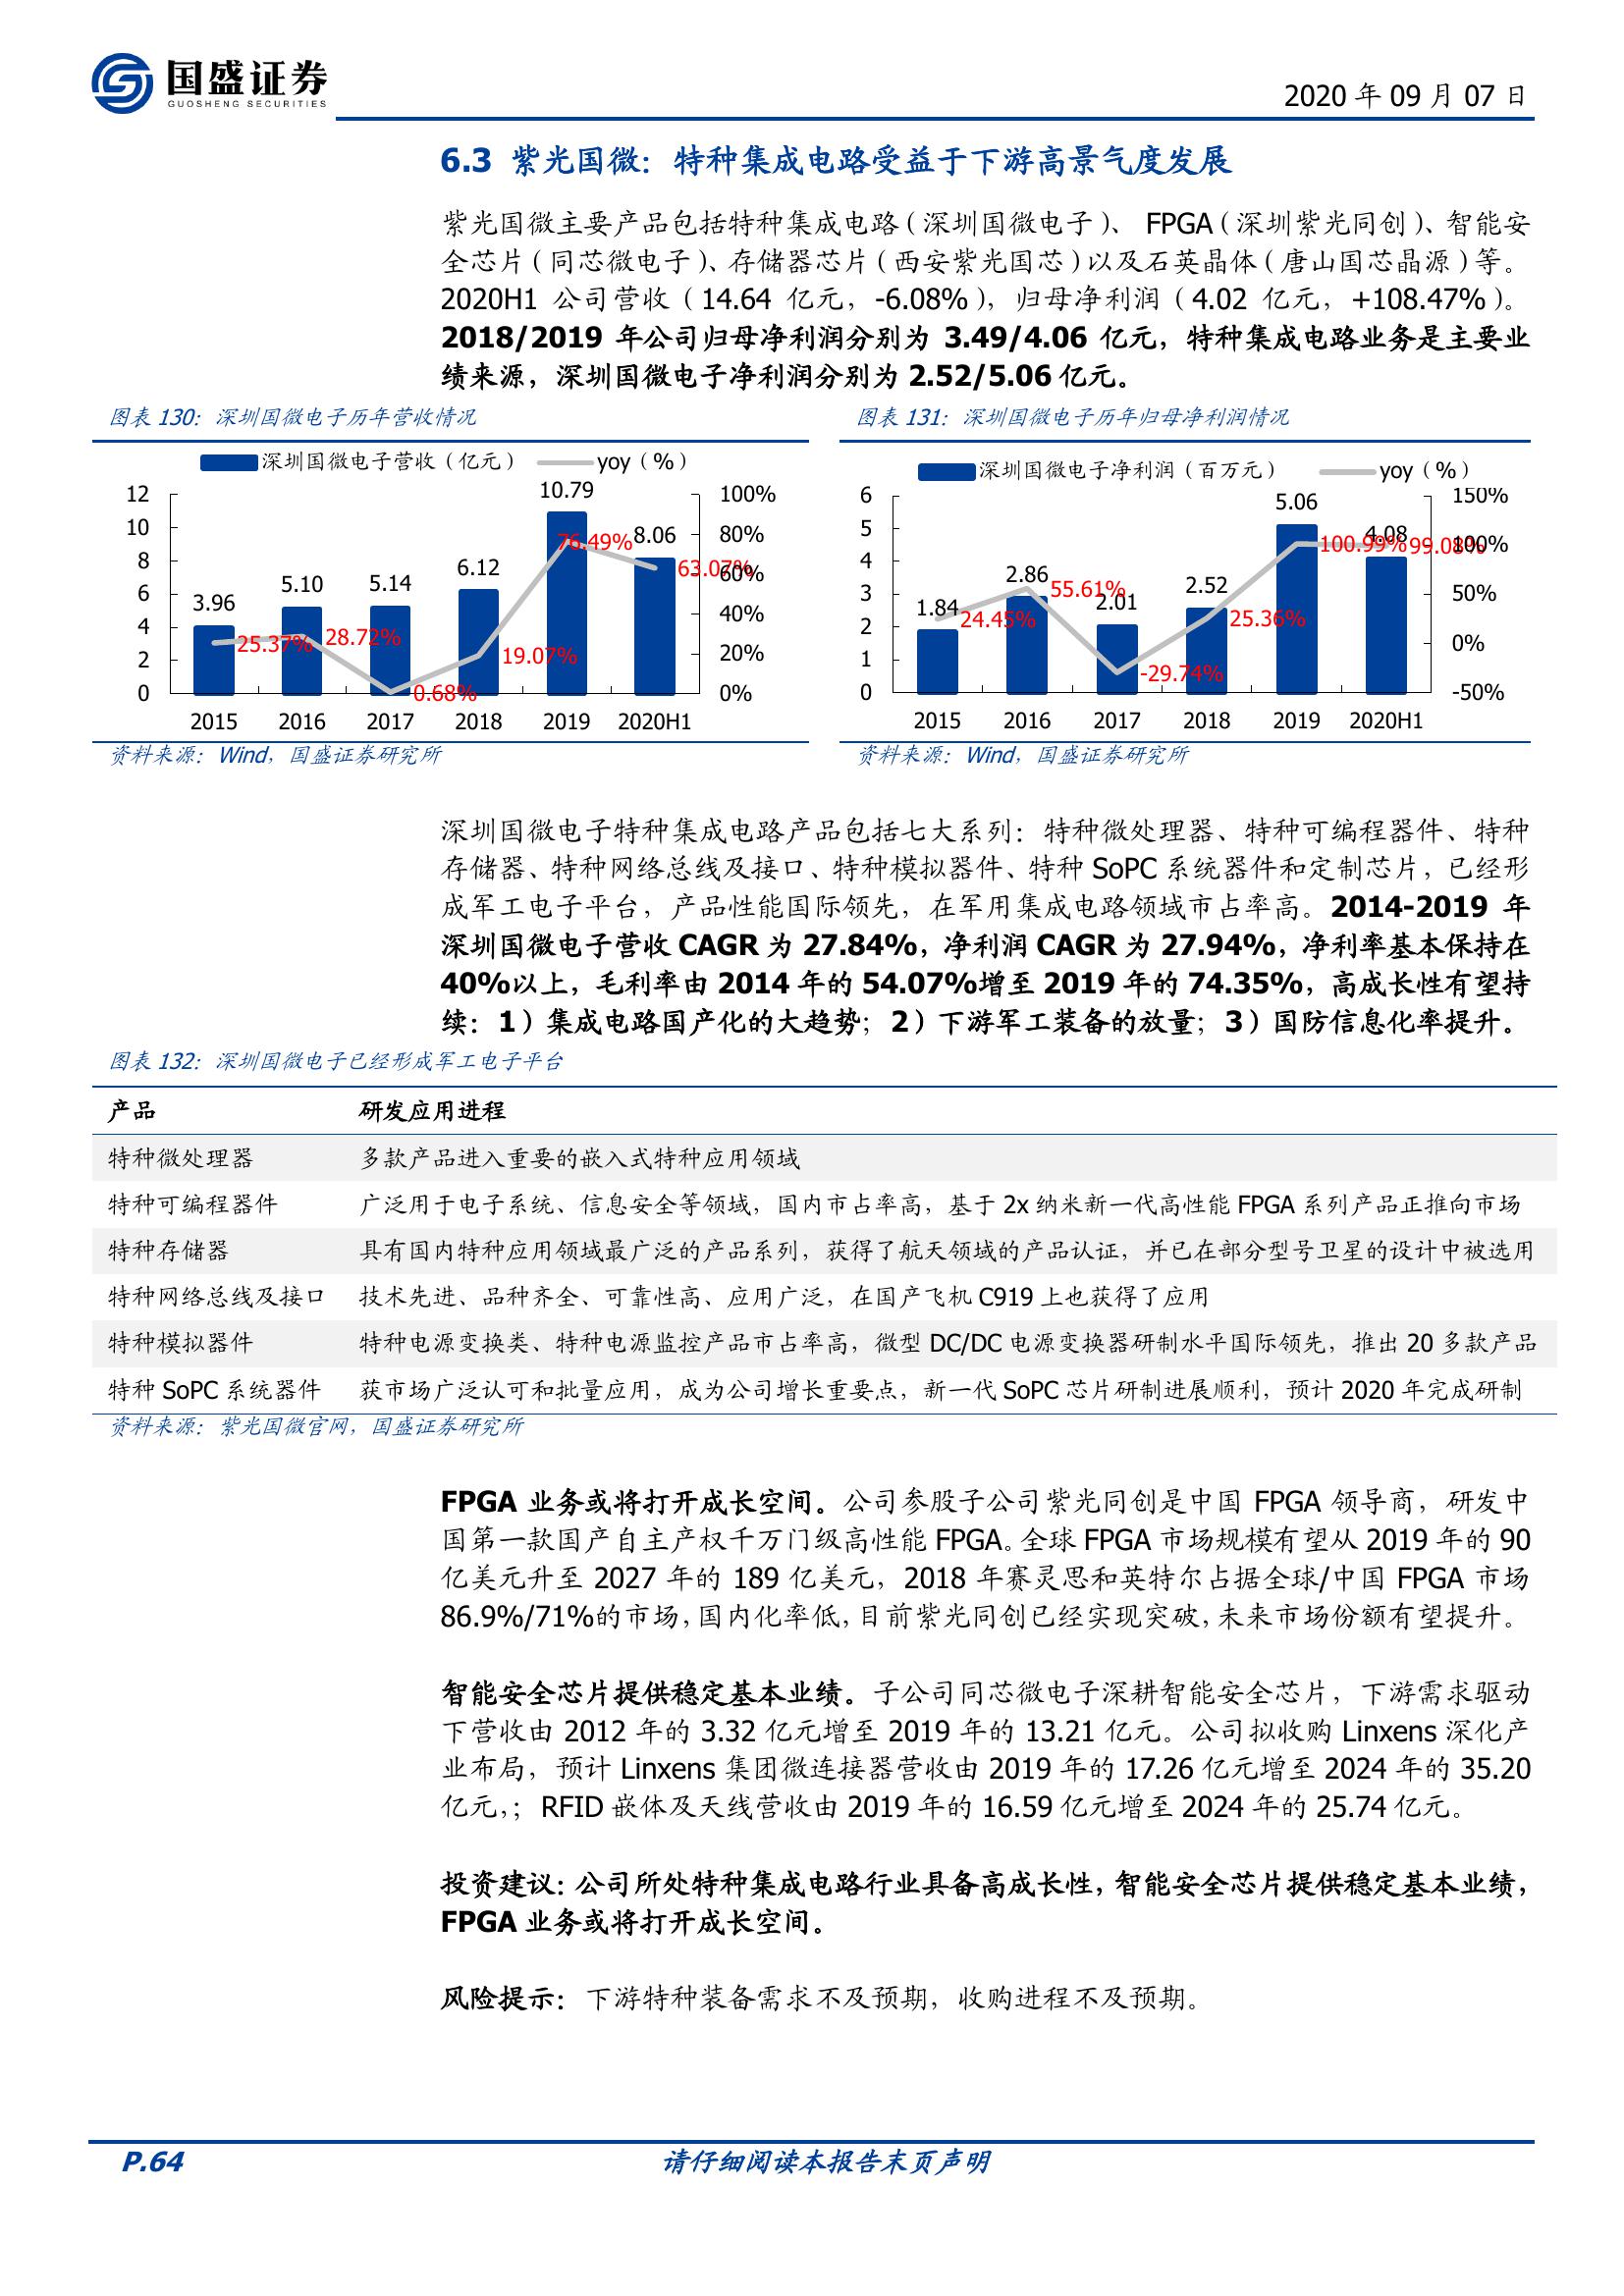 国盛证券
GUOSHENG SECURITIES
2020 年 09 月 07 日
6.3 紫光国微：特种集成电路受益于下游高景气度发展
紫光国微主要产品包括特种集成电路（深圳国微电子）、 FPGA（深圳紫光同创）、智能安
全芯片（同芯微电子）、存储器芯片（西安紫光国芯）以及石英晶体（唐山国芯晶源）等。
2020H1 公司营收（14.64 亿元，-6.08%），归母净利润（4.02 亿元，+108.47%）。
2018/2019 年公司归母净利润分别为 3.49/4.06 亿元，特种集成电路业务是主要业
绩来源，深圳国微电子净利润分别为 2.52/5.06 亿元。
图表 130：深圳国微电子历年营收情况
深圳国微电子营收（亿元） yoy（%）
12
10
8
6
4
2
0
3.96
5.10
5.14
6.12
10.79
8.06
25.37%
28.72%
0.68%
19.07%
76.49%
63.07%
100%
80%
60%
40%
20%
0%
2015 2016 2017 2018 2019 2020H1
资料来源：Wind，国盛证券研究所
图表 131：深圳国微电子历年归母净利润情况
深圳国微电子净利润（百万元） yoy（%）
6
5
4
3
2
1
0
1.84
2.86
2.01
2.52
5.06
4.08
24.45%
55.61%
-29.74%
25.36%
100.99%
99.08%
150%
100%
50%
0%
-50%
2015 2016 2017 2018 2019 2020H1
资料来源：Wind，国盛证券研究所
深圳国微电子特种集成电路产品包括七大系列：特种微处理器、特种可编程器件、特种
存储器、特种网络总线及接口、特种模拟器件、特种 SoPC 系统器件和定制芯片，已经形
成军工电子平台，产品性能国际领先，在军用集成电路领域市占率高。2014-2019 年
深圳国微电子营收 CAGR 为 27.84%，净利润 CAGR 为 27.94%，净利率基本保持在
40%以上，毛利率由 2014 年的 54.07%增至 2019 年的 74.35%，高成长性有望持
续：1）集成电路国产化的大趋势；2）下游军工装备的放量；3）国防信息化率提升。
图表 132：深圳国微电子已经形成军工电子平台
产品 研发应用进程
特种微处理器 多款产品进入重要的嵌入式特种应用领域
特种可编程器件 广泛用于电子系统、信息安全等领域，国内市占率高，基于 2x 纳米新一代高性能 FPGA 系列产品正推向市场
特种存储器 具有国内特种应用领域最广泛的产品系列，获得了航天领域的产品认证，并已在部分型号卫星的设计中被选用
特种网络总线及接口 技术先进、品种齐全、可靠性高、应用广泛，在国产飞机 C919 上也获得了应用
特种模拟器件 特种电源变换类、特种电源监控产品市占率高，微型 DC/DC 电源变换器研制水平国际领先，推出 20 多款产品
特种 SoPC 系统器件 获市场广泛认可和批量应用，成为公司增长重要点，新一代 SoPC 芯片研制进展顺利，预计 2020 年完成研制
资料来源：紫光国微官网，国盛证券研究所
FPGA 业务或将打开成长空间。公司参股子公司紫光同创是中国 FPGA 领导商，研发中
国第一款国产自主产权千万门级高性能 FPGA。全球 FPGA 市场规模有望从 2019 年的 90
亿美元升至 2027 年的 189 亿美元，2018 年赛灵思和英特尔占据全球/中国 FPGA 市场
86.9%/71%的市场，国内化率低，目前紫光同创已经实现突破，未来市场份额有望提升。
智能安全芯片提供稳定基本业绩。子公司同芯微电子深耕智能安全芯片，下游需求驱动
下营收由 2012 年的 3.32 亿元增至 2019 年的 13.21 亿元。公司拟收购 Linxens 深化产
业布局，预计 Linxens 集团微连接器营收由 2019 年的 17.26 亿元增至 2024 年的 35.20
亿元，；RFID 嵌体及天线营收由 2019 年的 16.59 亿元增至 2024 年的 25.74 亿元。
投资建议：公司所处特种集成电路行业具备高成长性，智能安全芯片提供稳定基本业绩，
FPGA 业务或将打开成长空间。
风险提示：下游特种装备需求不及预期，收购进程不及预期。
P.64 请仔细阅读本报告末页声明